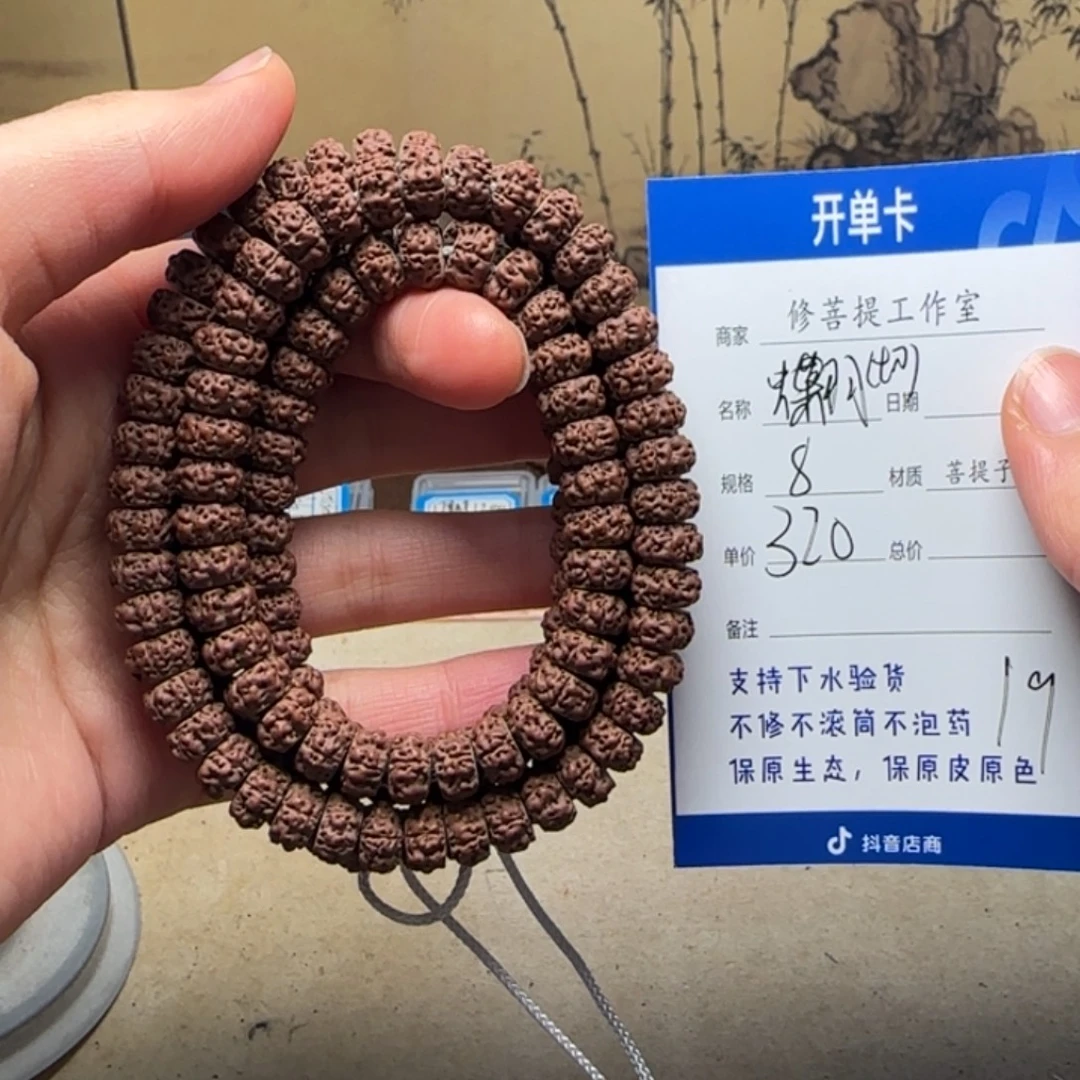 开单卡
商家 修菩提工作室
名称 日期
规格 8 材质 菩提子
单价 320 总价
备注
支持下水验货
不修不滚筒不泡药
保原生态，保原皮原色
19
抖音店商